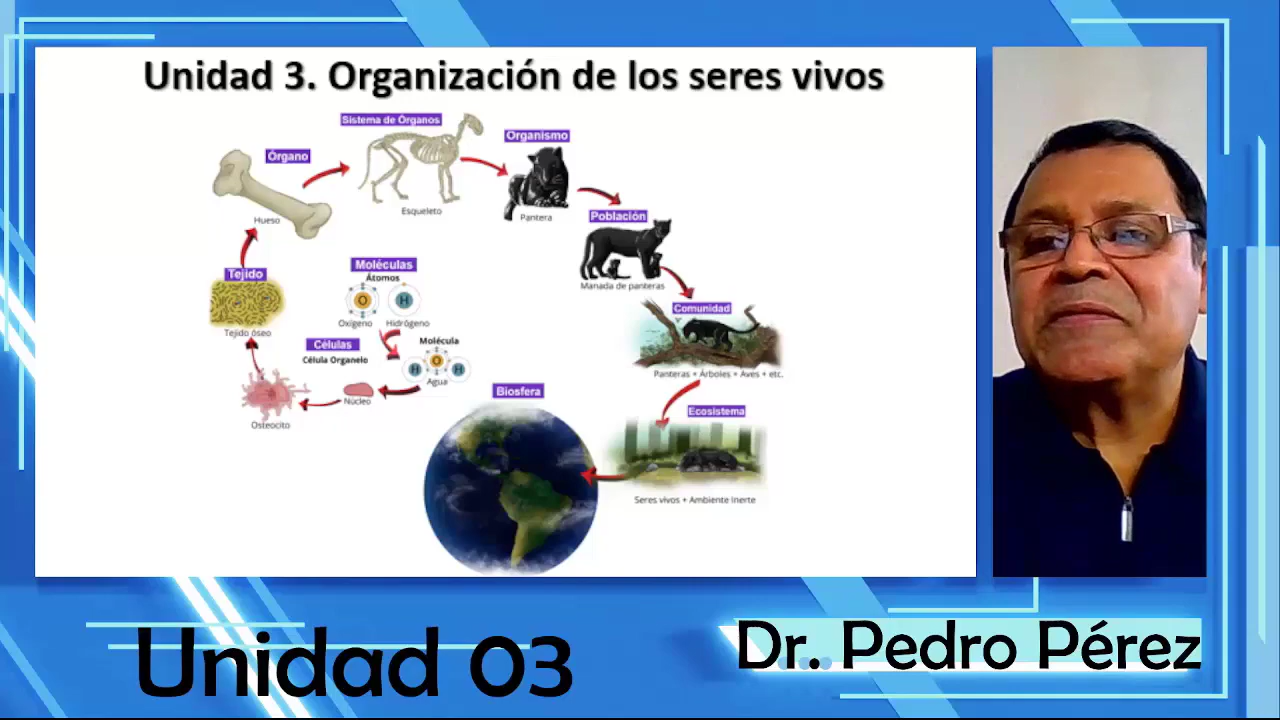 Unidad 3. Organización de los seres vivos
Sistema de Órganos
Organismo
Órgano
Esqueleto
Pantera
Hueso
Población
Manada de panteras
Tejido
Tejido óseo
Moléculas
Átomos
O
H
Oxígeno
Hidrógeno
Comunidad
Panteras + Árboles + Aves + etc.
Células
Célula Organelo
Molécula
H
O
H
Agua
Núcleo
Osteocito
Biosfera
Ecosistema
Seres vivos + Ambiente Inerte
Unidad 03
Dr. Pedro Pérez